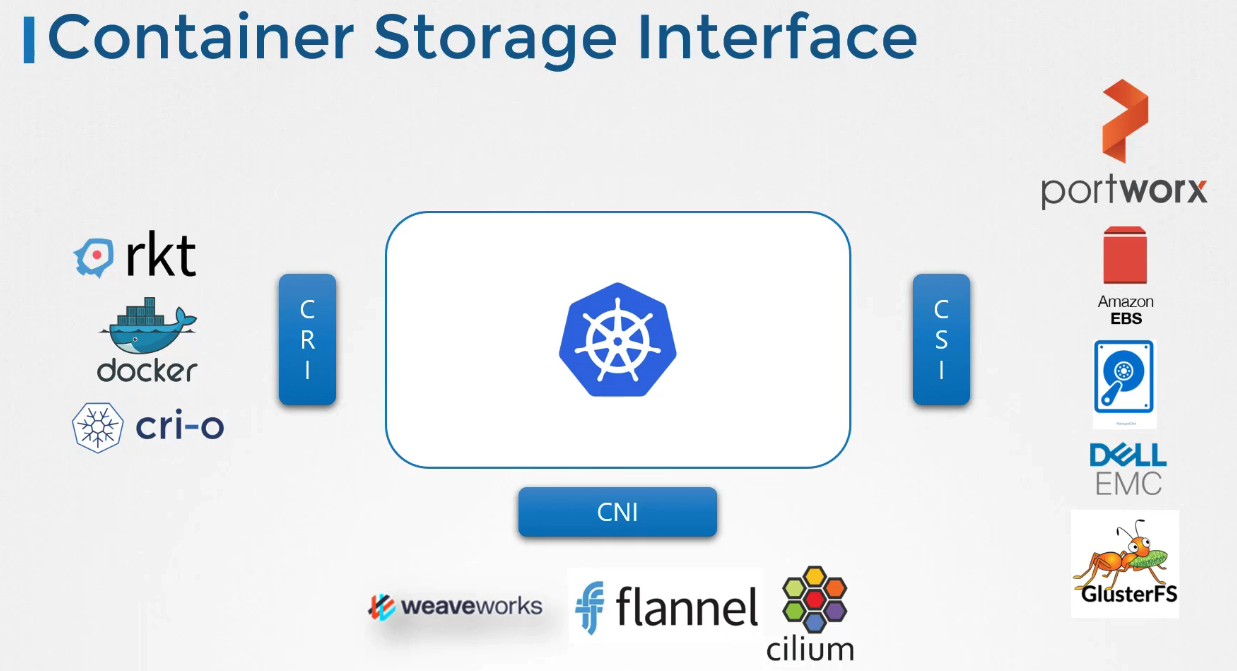 Container Storage Interface
rkt
docker
cri-o
C
R
I
C
S
I
CNI
weaveworks
flannel
cilium
portworx
Amazon
EBS
DELL
EMC
GlusterFS